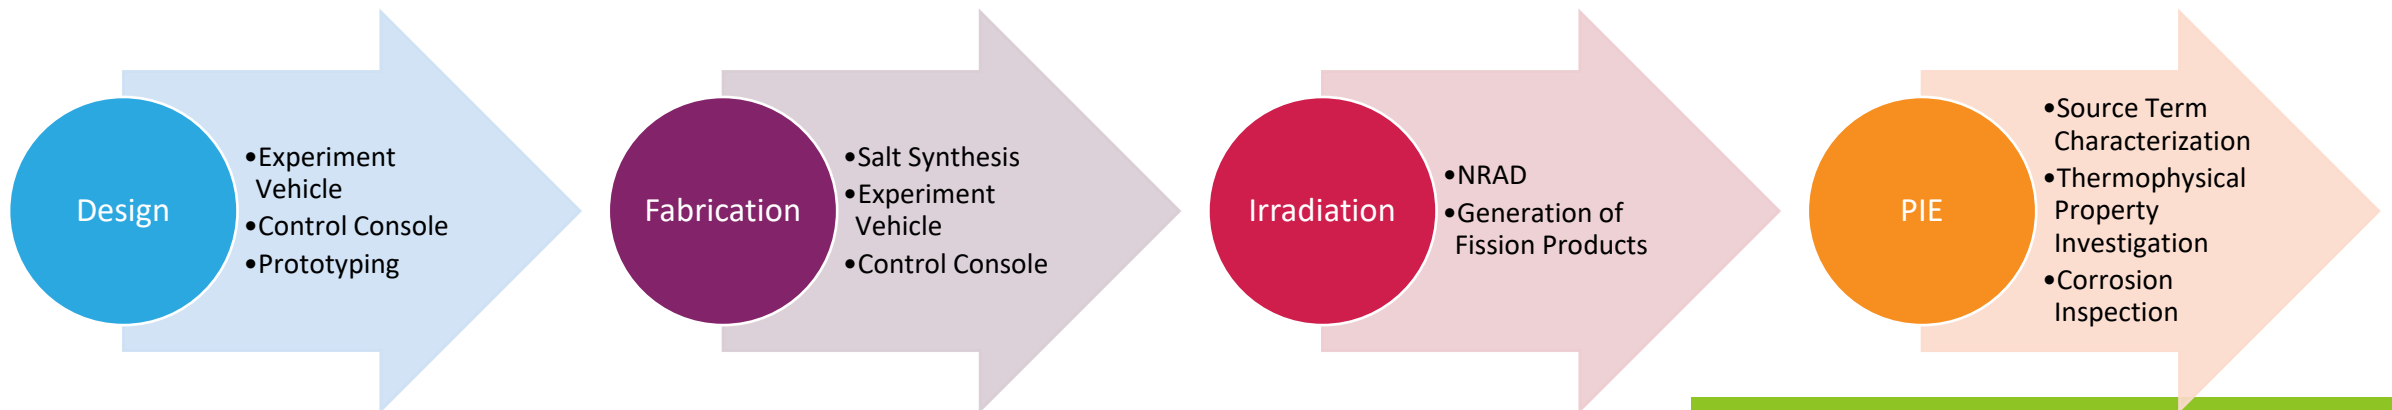 Design
•Experiment
Vehicle
•Control Console
•Prototyping
Fabrication
•Salt Synthesis
•Experiment
Vehicle
•Control Console
Irradiation
•NRAD
•Generation of
Fission Products
PIE
•Source Term
Characterization
•Thermophysical
Property
Investigation
•Corrosion
Inspection